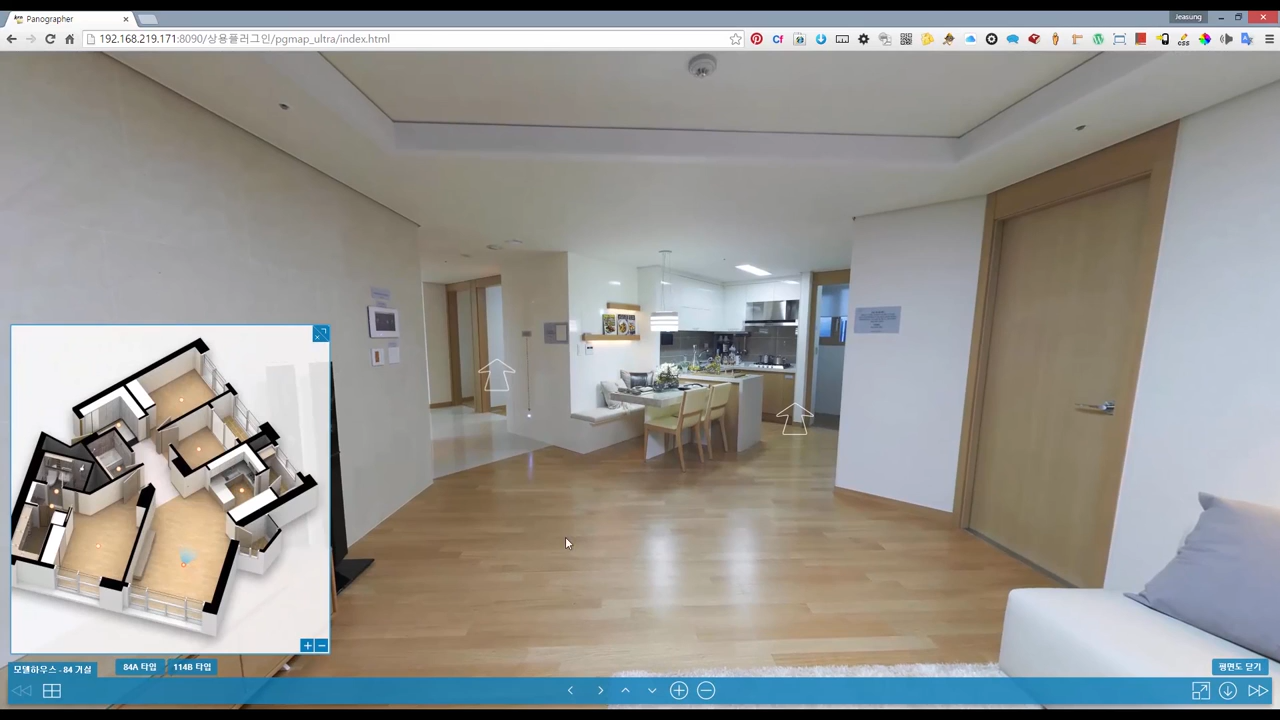 Panographer
Jeasung
192.168.219.171:8090/상용플러그인/pgmap_ultra/index.html
모델하우스 - 84 거실
84A 타입
114B 타입
평면도 닫기